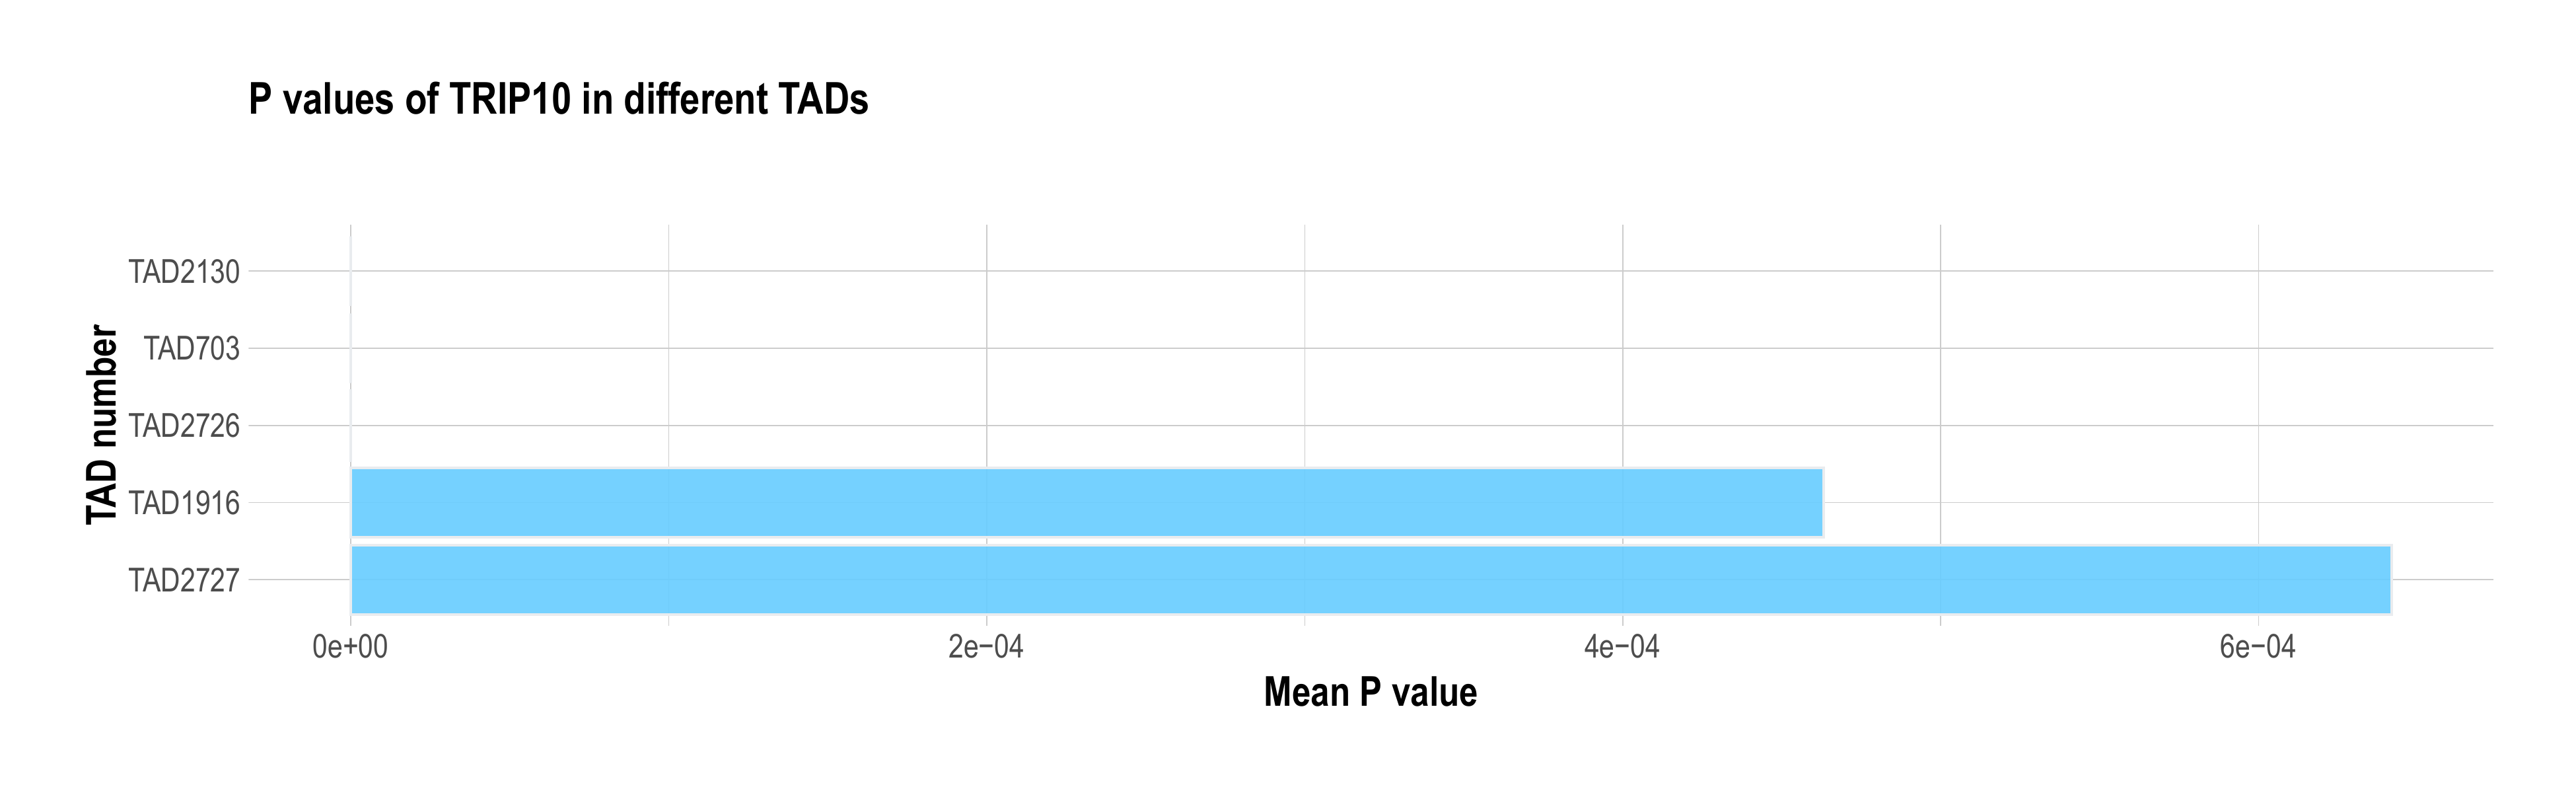 P values of TRIP10 in different TADs
TAD number
TAD2130
TAD703
TAD2726
TAD1916
TAD2727
0e+00 2e−04 4e−04 6e−04
Mean P value